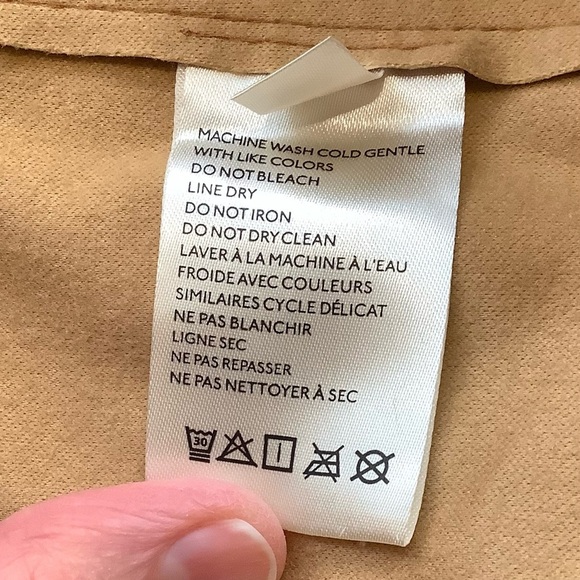 MACHINE WASH COLD GENTLE
WITH LIKE COLORS
DO NOT BLEACH
LINE DRY
DO NOT IRON
DO NOT DRY CLEAN
LAVER À LA MACHINE À L'EAU
FROIDE AVEC COULEURS
SIMILAIRES CYCLE DÉLICAT
NE PAS BLANCHIR
LIGNE SEC
NE PAS REPASSER
NE PAS NETTOYER À SEC
30